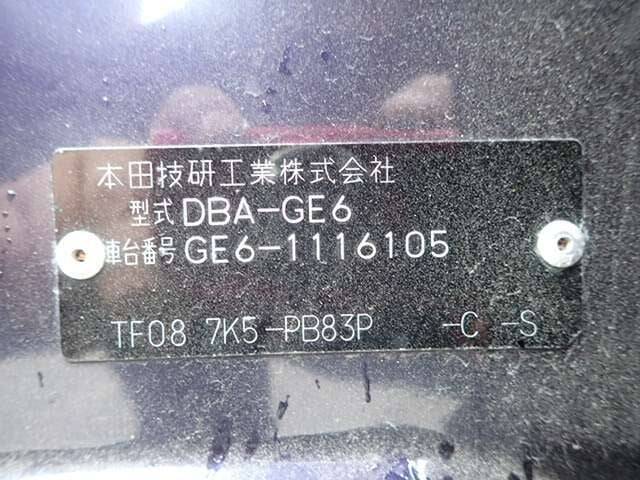 本田技研工業株式会社
型式 DBA-GE6
車台番号 GE6-1116105
TF08 7K5-PB83P -C -S